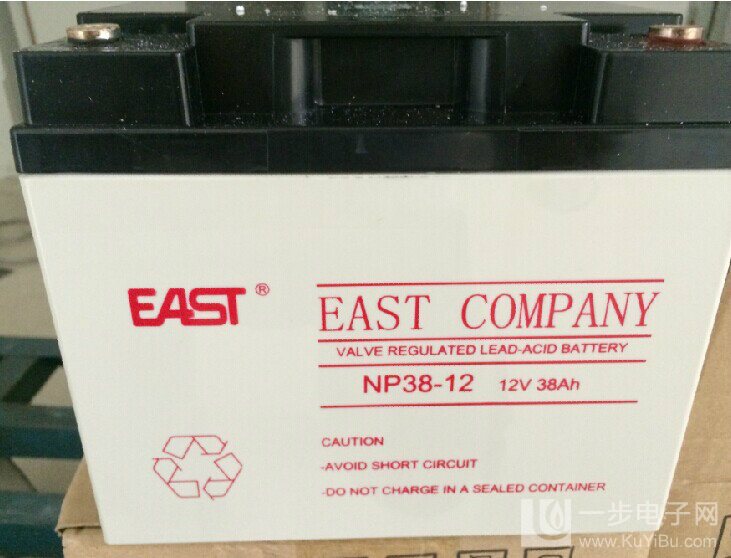 EAST®
EAST COMPANY
VALVE REGULATED LEAD-ACID BATTERY
NP38-12 12V 38Ah
CAUTION
-AVOID SHORT CIRCUIT
-DO NOT CHARGE IN A SEALED CONTAINER
一步电子网
www.KuYiBu.com